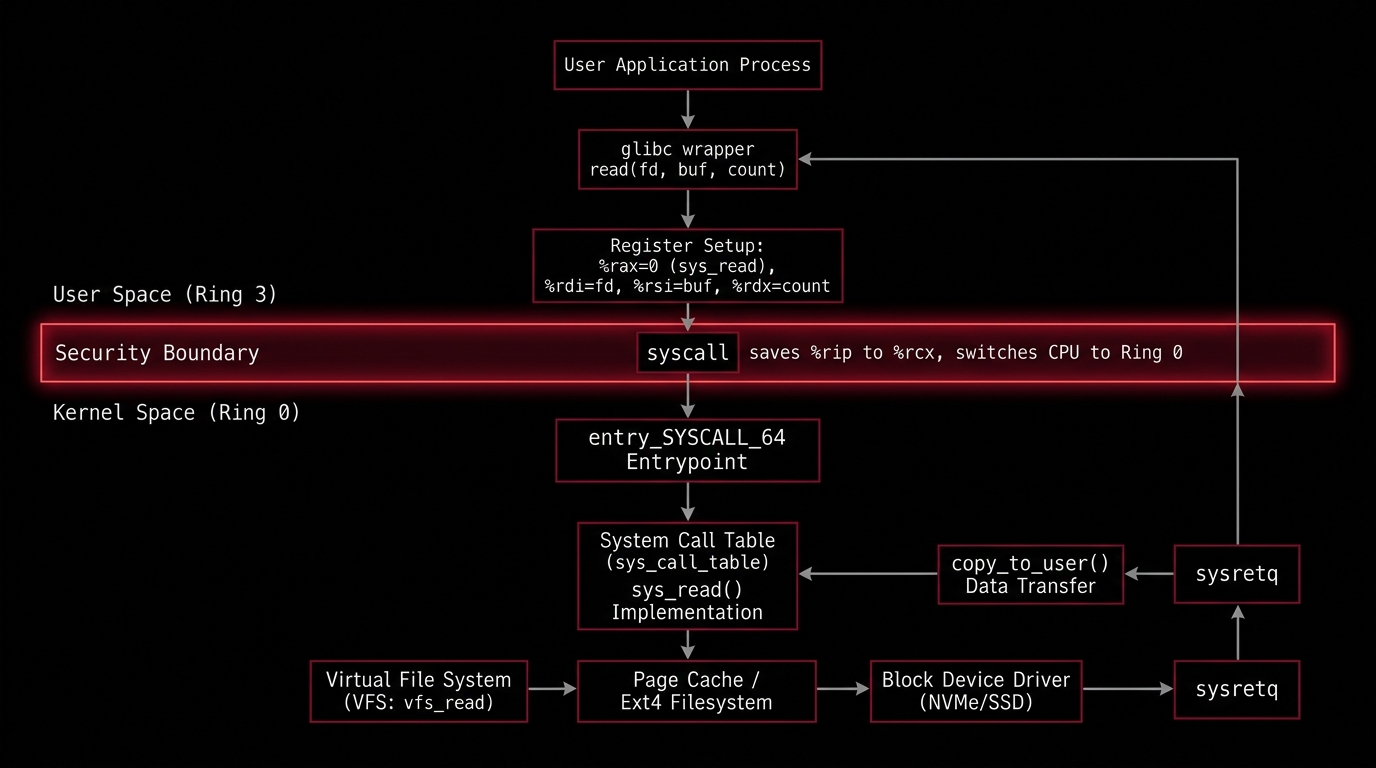 User Application Process
glibc wrapper
read(fd, buf, count)
Register Setup:
%rax=0 (sys_read),
%rdi=fd, %rsi=buf, %rdx=count
User Space (Ring 3)
Security Boundary
syscall
saves %rip to %rcx, switches CPU to Ring 0
Kernel Space (Ring 0)
entry_SYSCALL_64
Entrypoint
System Call Table
(sys_call_table)
sys_read()
Implementation
copy_to_user()
Data Transfer
sysretq
Virtual File System
(VFS: vfs_read)
Page Cache /
Ext4 Filesystem
Block Device Driver
(NVMe/SSD)
sysretq